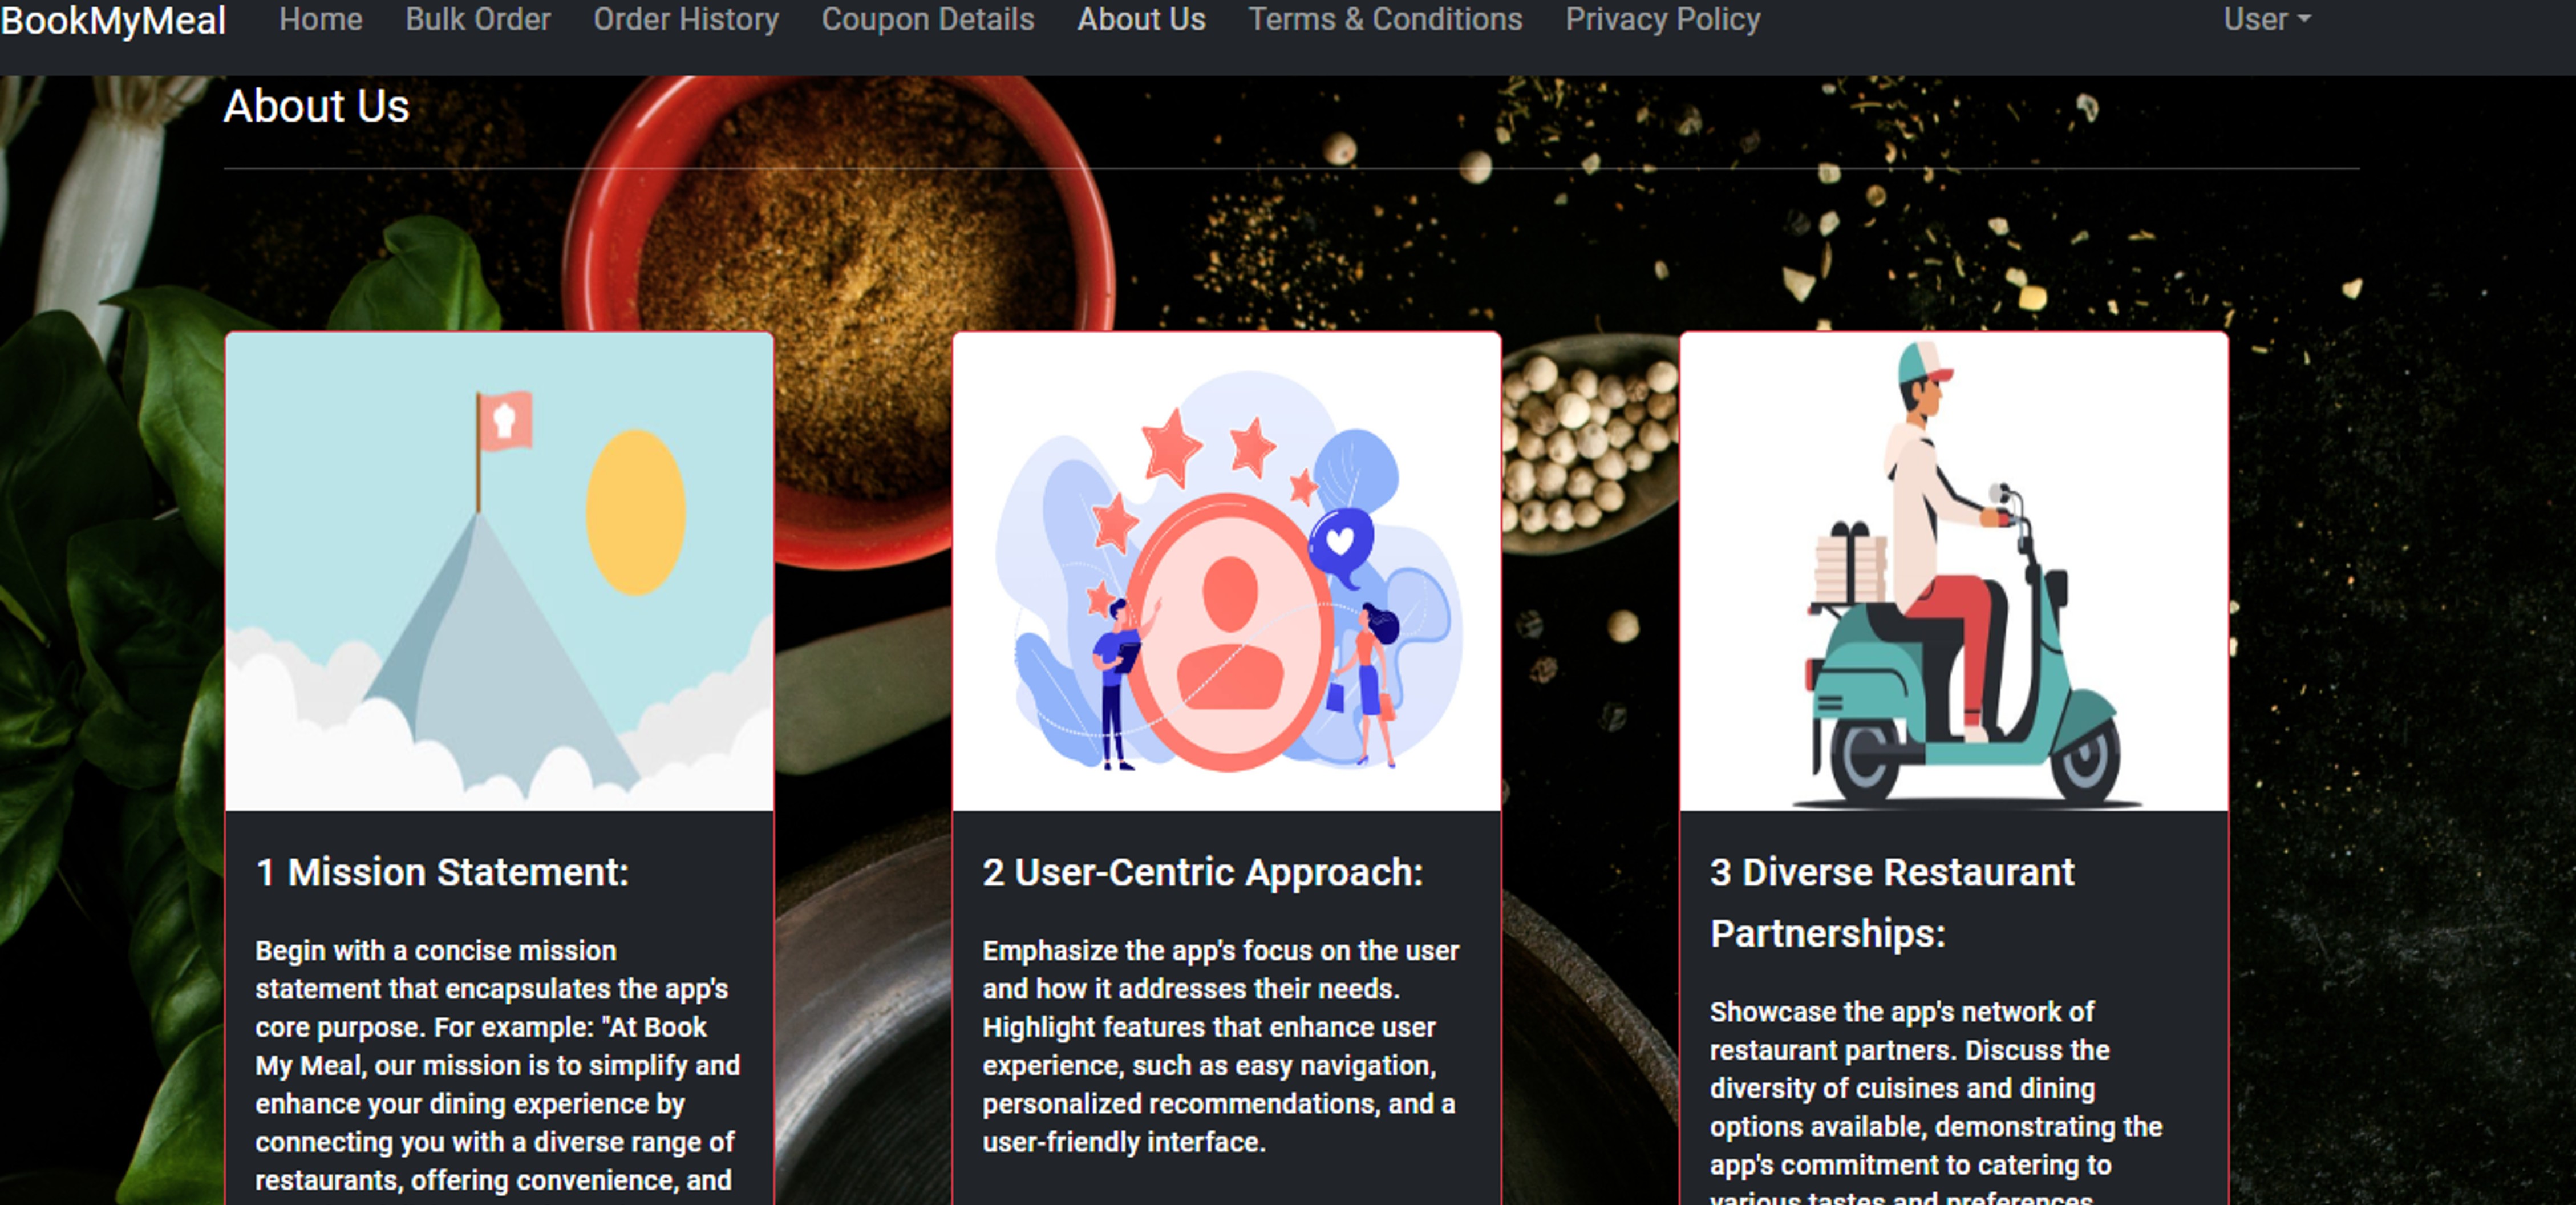 BookMyMeal Home Bulk Order Order History Coupon Details About Us Terms & Conditions Privacy Policy User
About Us
1 Mission Statement:
Begin with a concise mission
statement that encapsulates the app's
core purpose. For example: "At Book
My Meal, our mission is to simplify and
enhance your dining experience by
connecting you with a diverse range of
restaurants, offering convenience, and
2 User-Centric Approach:
Emphasize the app's focus on the user
and how it addresses their needs.
Highlight features that enhance user
experience, such as easy navigation,
personalized recommendations, and a
user-friendly interface.
3 Diverse Restaurant
Partnerships:
Showcase the app's network of
restaurant partners. Discuss the
diversity of cuisines and dining
options available, demonstrating the
app's commitment to catering to
various tastes and preferences